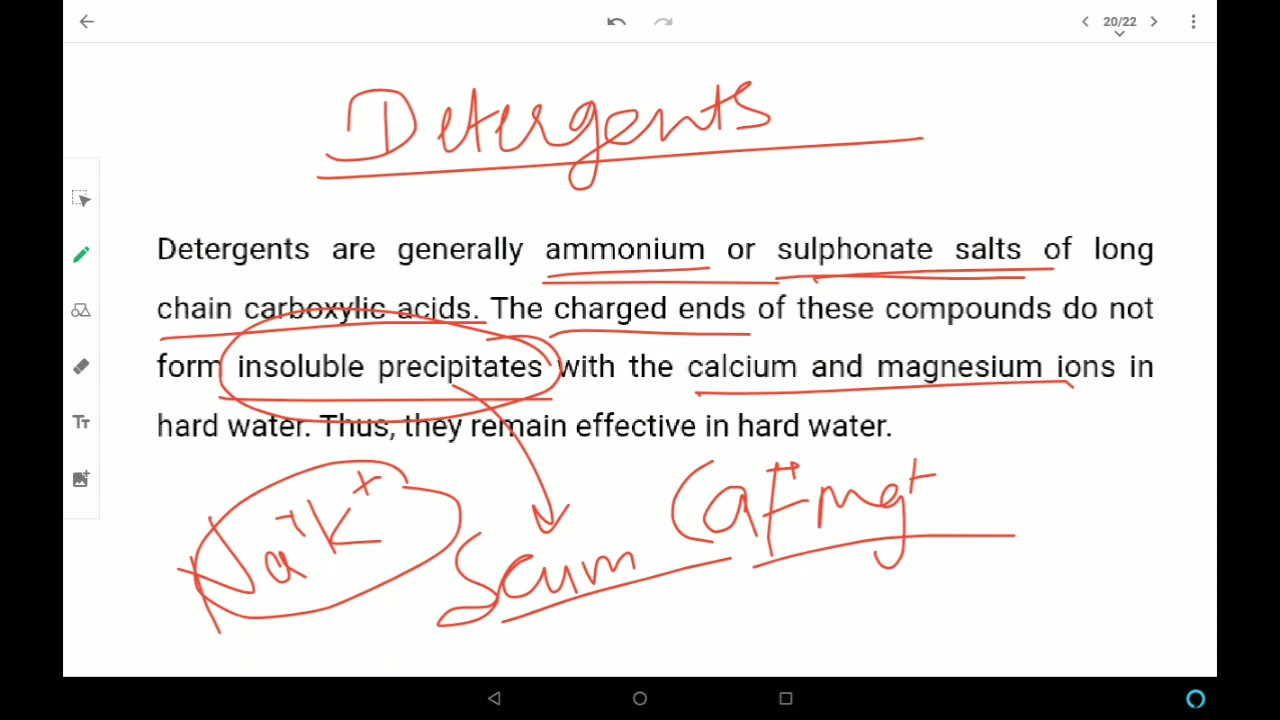 20/22
Detergents
Detergents are generally ammonium or sulphonate salts of long
chain carboxylic acids. The charged ends of these compounds do not
form insoluble precipitates with the calcium and magnesium ions in
hard water. Thus, they remain effective in hard water.
Na⁺K⁺
Scum
Tт